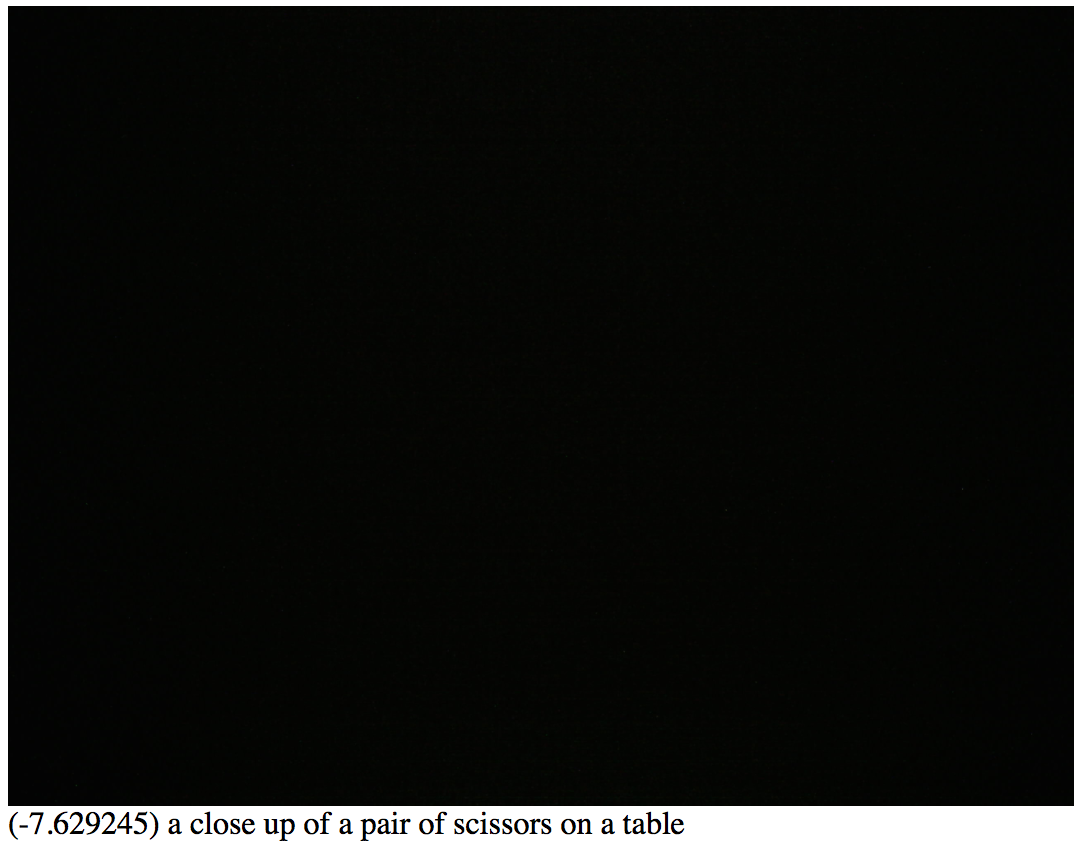 (-7.629245) a close up of a pair of scissors on a table